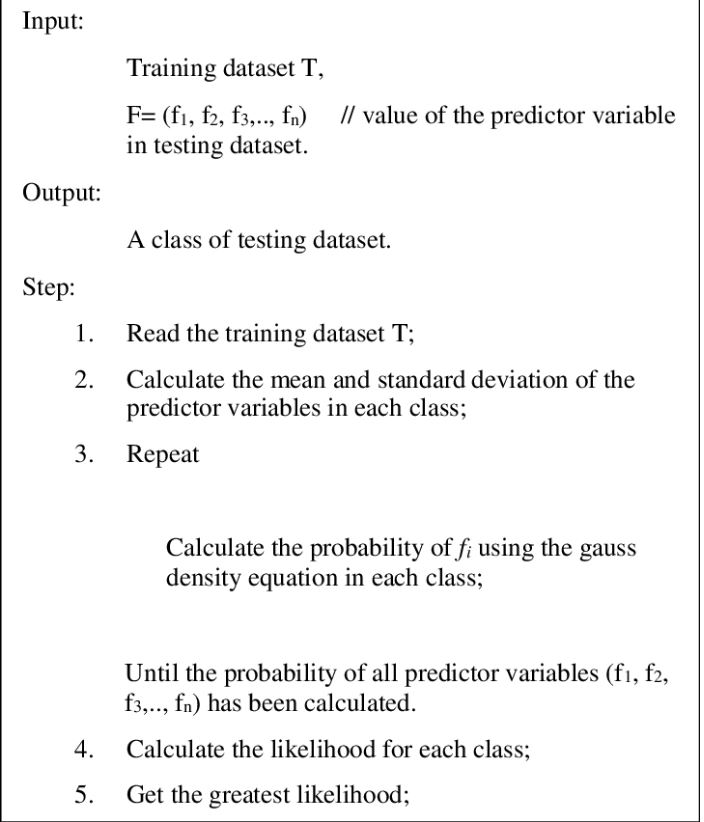 Input:
Training dataset T,
F= (f₁, f₂, f₃,.., fₙ) // value of the predictor variable
in testing dataset.
Output:
A class of testing dataset.
Step:
1. Read the training dataset T;
2. Calculate the mean and standard deviation of the
predictor variables in each class;
3. Repeat
Calculate the probability of fᵢ using the gauss
density equation in each class;
Until the probability of all predictor variables (f₁, f₂,
f₃,.., fₙ) has been calculated.
4. Calculate the likelihood for each class;
5. Get the greatest likelihood;